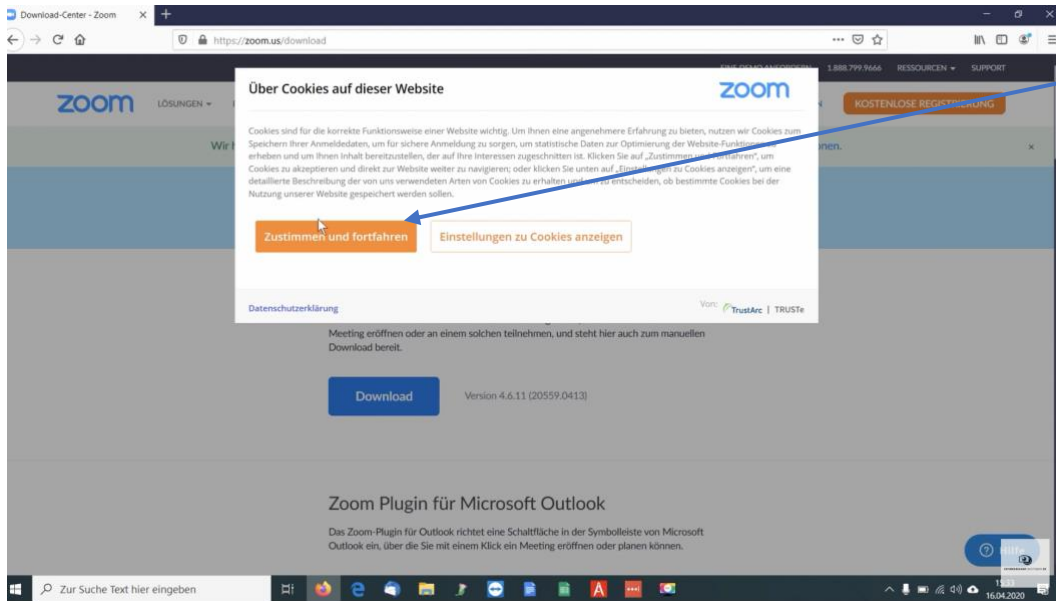 Download-Center - Zoom
https://zoom.us/download
1.888.799.9666 RESSOURCEN SUPPORT
zoom LÖSUNGEN KOSTENLOSE REGISTRIERUNG
Wir onen.
Über Cookies auf dieser Website
zoom
Cookies sind für die korrekte Funktionsweise einer Website wichtig. Um Ihnen eine angenehmere Erfahrung zu bieten, nutzen wir Cookies zum
Speichern Ihrer Anmeldedaten, um für sichere Anmeldung zu sorgen, um statistische Daten zur Optimierung der Website-Funktionen zu
erheben und um Ihnen Inhalt bereitzustellen, der auf Ihre Interessen zugeschnitten ist. Klicken Sie auf „Zustimmen und Fortfahren", um
Cookies zu akzeptieren und direkt zur Website weiter zu navigieren; oder klicken Sie unten auf „Einstellungen zu Cookies anzeigen", um eine
detaillierte Beschreibung der von uns verwendeten Arten von Cookies zu erhalten und um zu entscheiden, ob bestimmte Cookies bei der
Nutzung unserer Website gespeichert werden sollen.
Zustimmen und fortfahren Einstellungen zu Cookies anzeigen
Datenschutzerklärung Von: TrustArc | TRUSTe
Meeting eröffnen oder an einem solchen teilnehmen, und steht hier auch zum manuellen
Download bereit.
Download Version 4.6.11 (20559.0413)
Zoom Plugin für Microsoft Outlook
Das Zoom-Plugin für Outlook richtet eine Schaltfläche in der Symbolleiste von Microsoft
Outlook ein, über die Sie mit einem Klick ein Meeting eröffnen oder planen können.
Zur Suche Text hier eingeben
16.04.2020